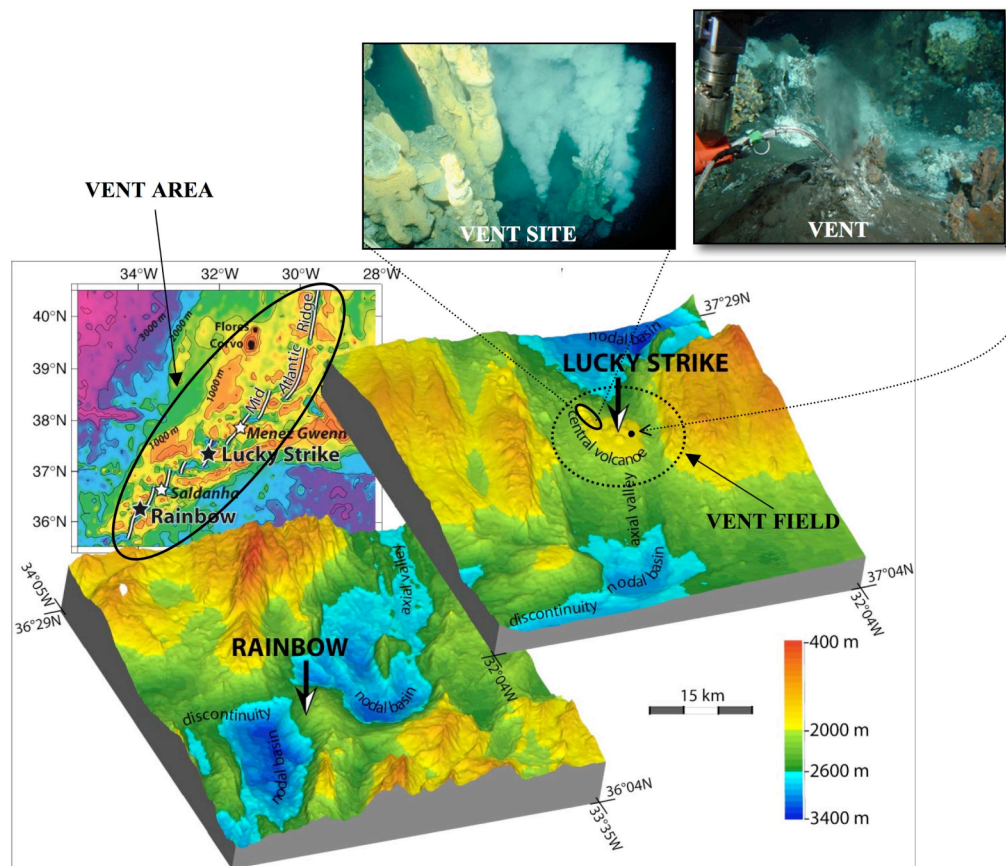 VENT SITE
VENT
VENT AREA
34°W
32°W
30°W
28°W
40°N
39°N
38°N
37°N
36°N
3000 m
2000 m
1000 m
1000 m
Flores
Corvo
Mid
Atlantic
Ridge
Menez Gwenn
Lucky Strike
Saldanha
Rainbow
37°29N
nodal basin
LUCKY STRIKE
central volcanoe
axial valley
VENT FIELD
nodal basin
discontinuity
37°04N
32°04W
34°05W
36°29N
axial valley
RAINBOW
32°04W
nodal basin
discontinuity
nodal basin
36°04N
33°35W
15 km
400 m
2000 m
2600 m
3400 m